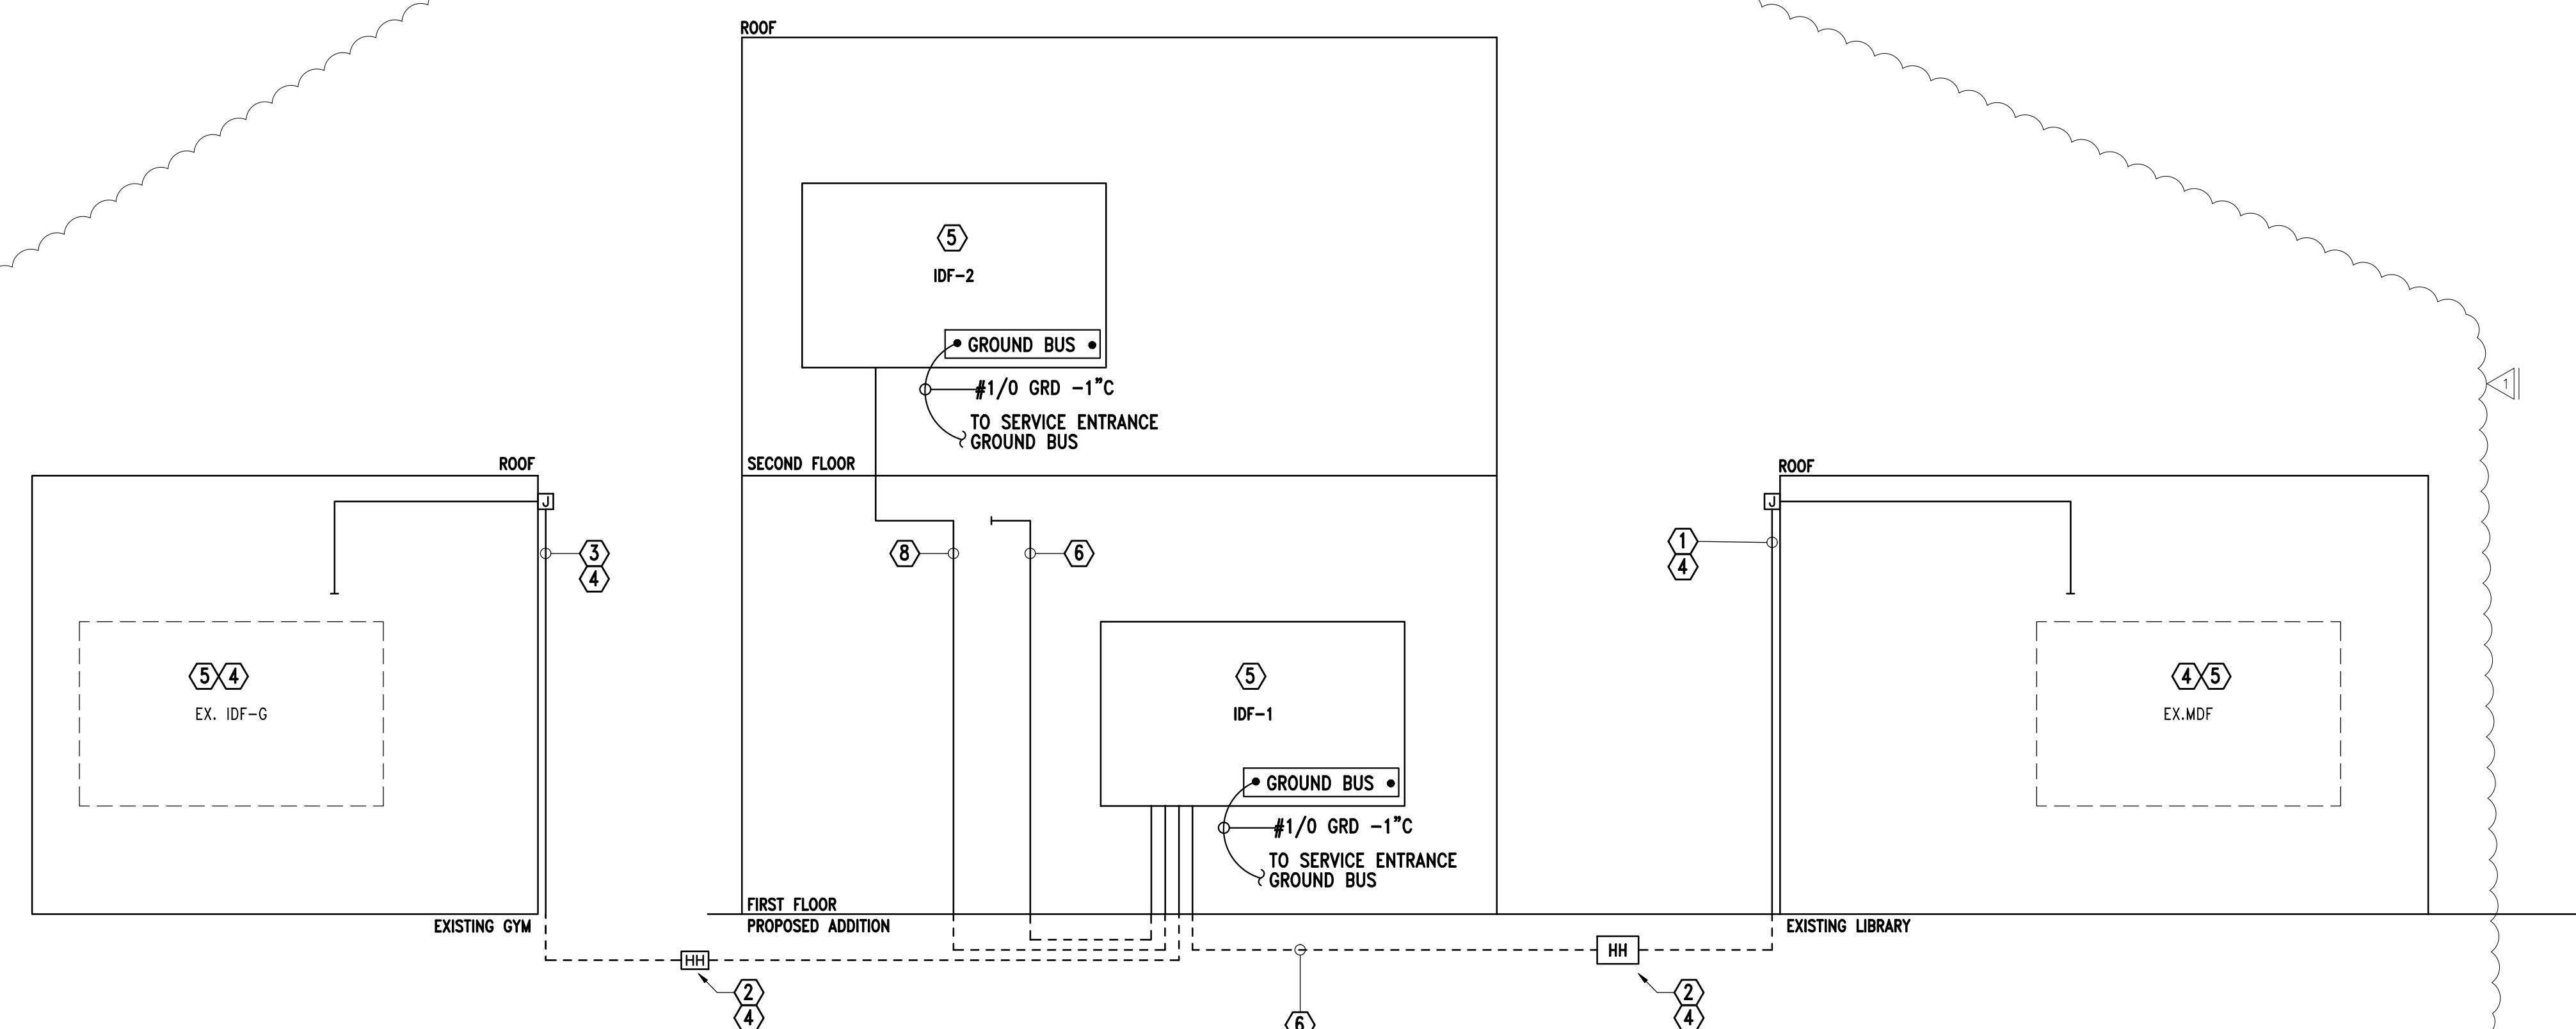 ROOF
5
IDF-2
GROUND BUS
#1/0 GRD -1"C
TO SERVICE ENTRANCE
GROUND BUS
1
ROOF
SECOND FLOOR
ROOF
J
J
3
4
8
6
1
4
5 4
EX. IDF-G
5
IDF-1
4 5
EX.MDF
GROUND BUS
#1/0 GRD -1"C
TO SERVICE ENTRANCE
GROUND BUS
FIRST FLOOR
EXISTING GYM
PROPOSED ADDITION
EXISTING LIBRARY
HH
HH
2
4
6
2
4